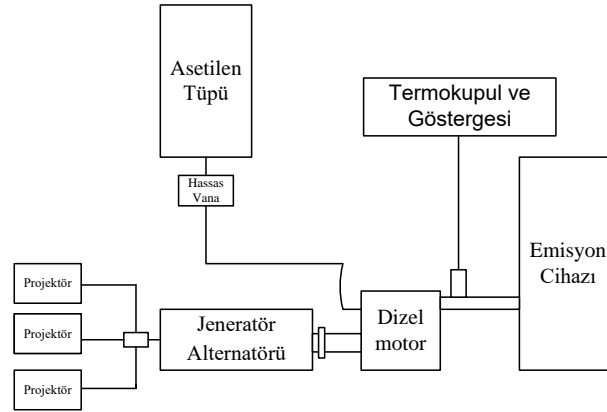 Asetilen
Tüpü
Termokupul ve
Göstergesi
Hassas
Vana
Emisyon
Cihazı
Projektör
Projektör
Projektör
Jeneratör
Alternatörü
Dizel
motor